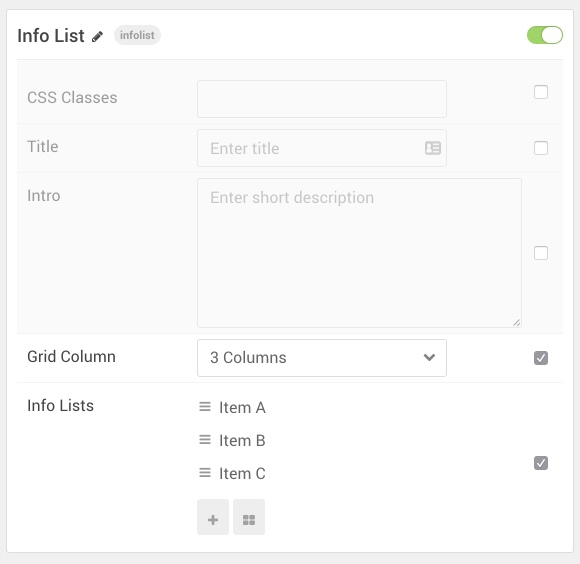 Info List infolist
CSS Classes
Title Enter title
Intro Enter short description
Grid Column 3 Columns
Info Lists Item A
Item B
Item C